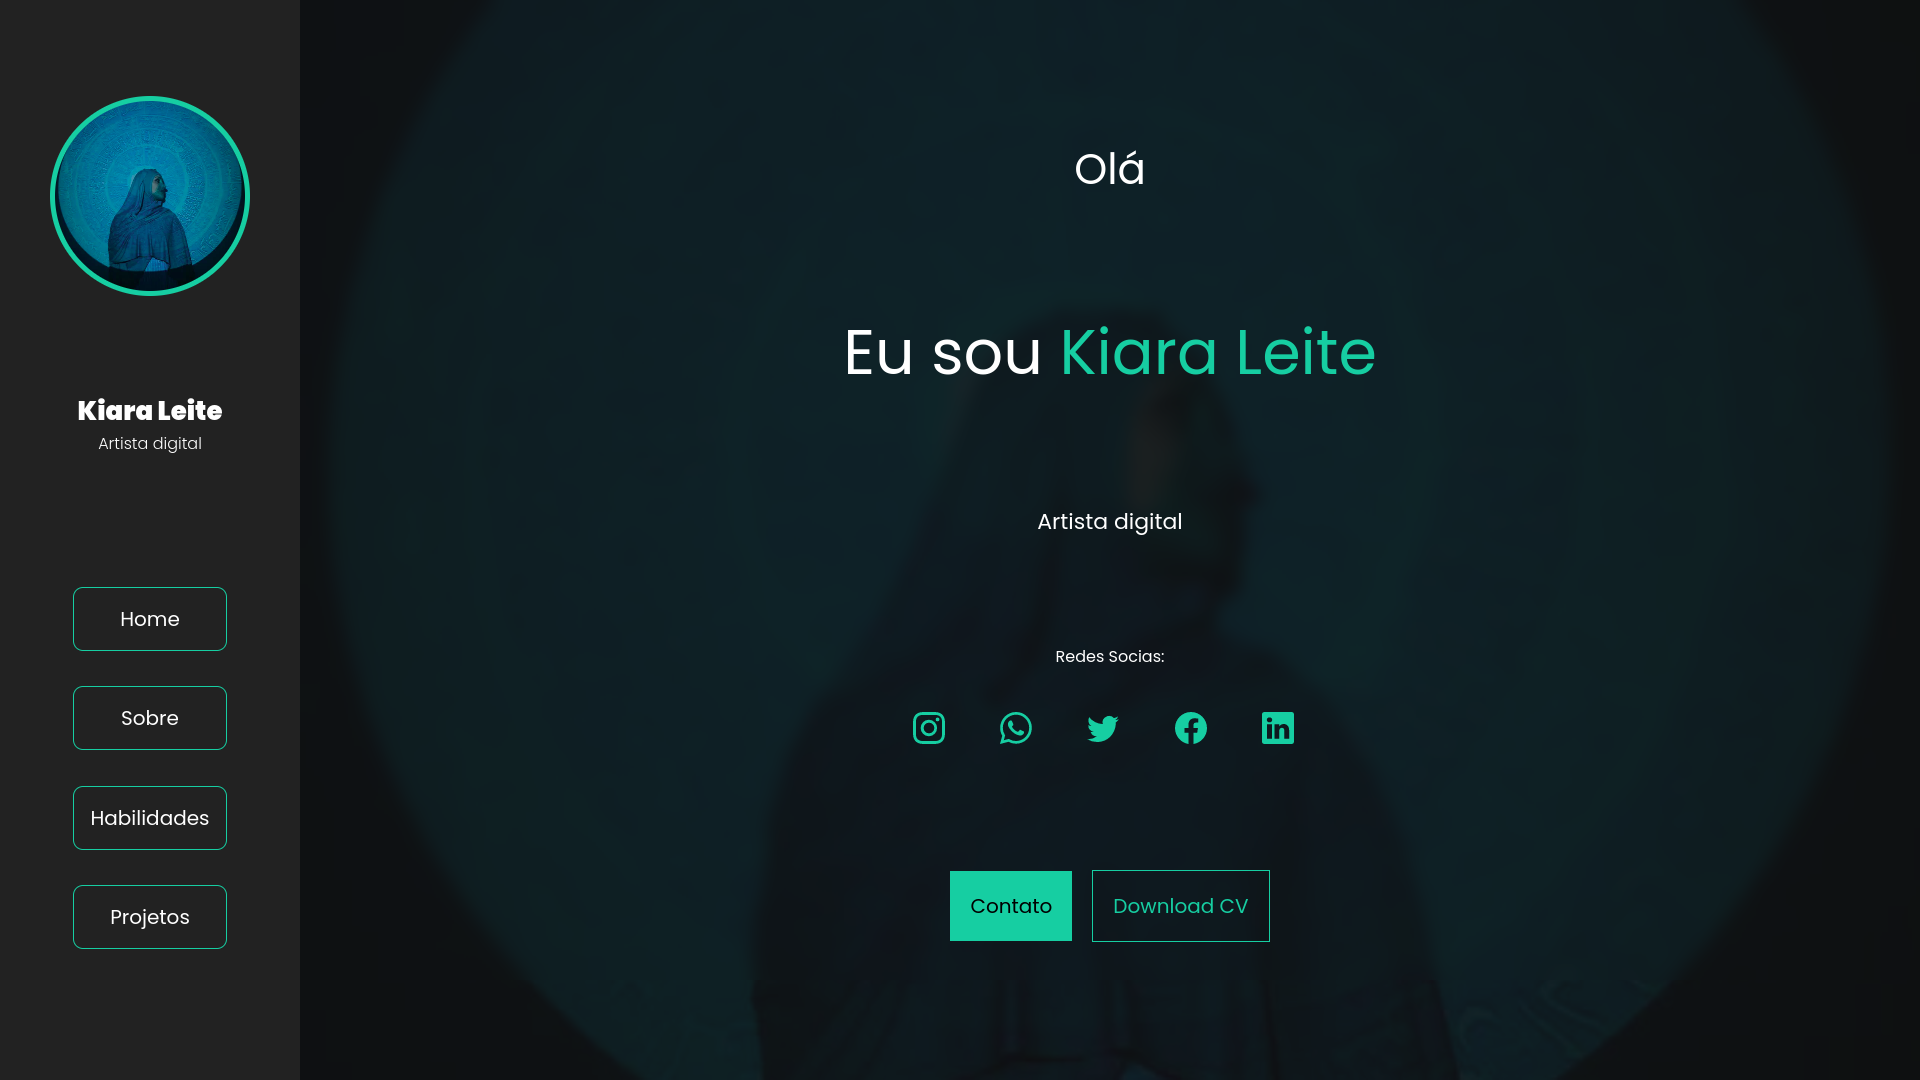 Kiara Leite
Artista digital
Home
Sobre
Habilidades
Projetos
Olá
Eu sou Kiara Leite
Artista digital
Redes Socias:
Contato
Download CV